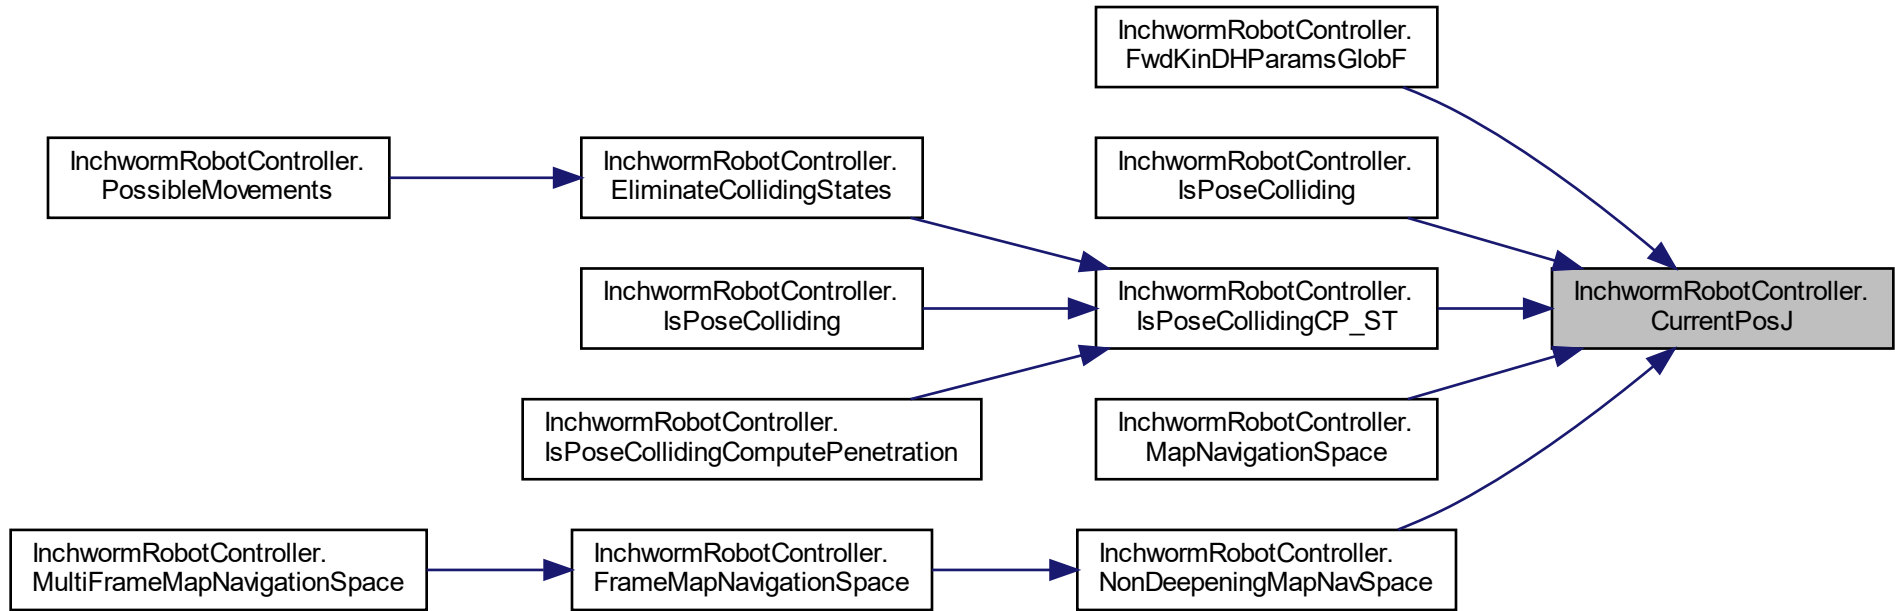 InchwormRobotController.
FwdKinDHParamsGlobF
InchwormRobotController.
PossibleMovements
InchwormRobotController.
EliminateCollidingStates
InchwormRobotController.
IsPoseColliding
InchwormRobotController.
IsPoseColliding
InchwormRobotController.
IsPoseCollidingCP_ST
InchwormRobotController.
CurrentPosJ
InchwormRobotController.
IsPoseCollidingComputePenetration
InchwormRobotController.
MapNavigationSpace
InchwormRobotController.
MultiFrameMapNavigationSpace
InchwormRobotController.
FrameMapNavigationSpace
InchwormRobotController.
NonDeepeningMapNavSpace